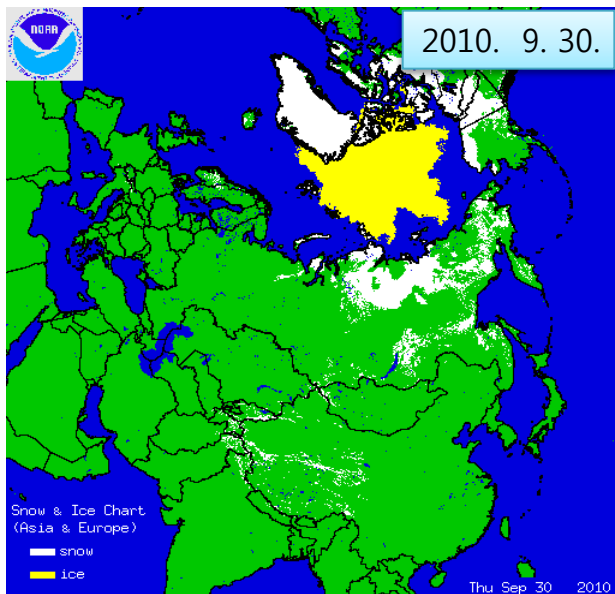 NOAA
2010. 9. 30.
Snow & Ice Chart
(Asia & Europe)
snow
ice
Thu Sep 30 2010